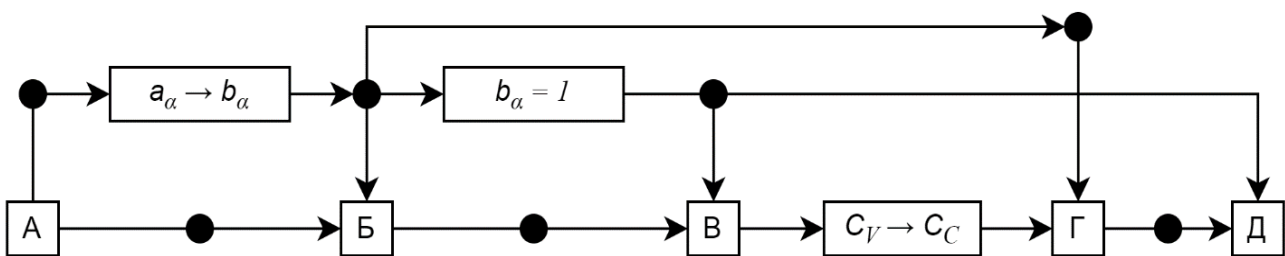 aα → bα
bα = 1
А
Б
В
CV → CC
Г
Д